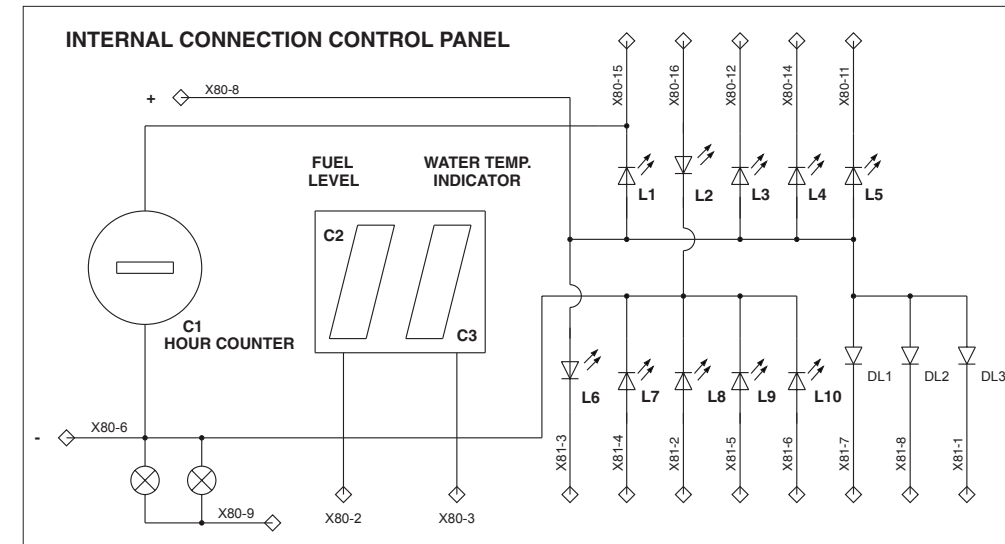 INTERNAL CONNECTION CONTROL PANEL
+
X80-8
X80-15
X80-16
X80-12
X80-14
X80-11
FUEL
LEVEL
WATER TEMP.
INDICATOR
L1
L2
L3
L4
L5
C2
C3
C1
HOUR COUNTER
L6
L7
L8
L9
L10
DL1
DL2
DL3
-
X80-6
X81-3
X81-4
X81-2
X81-5
X81-6
X81-7
X81-8
X81-1
X80-9
X80-2
X80-3